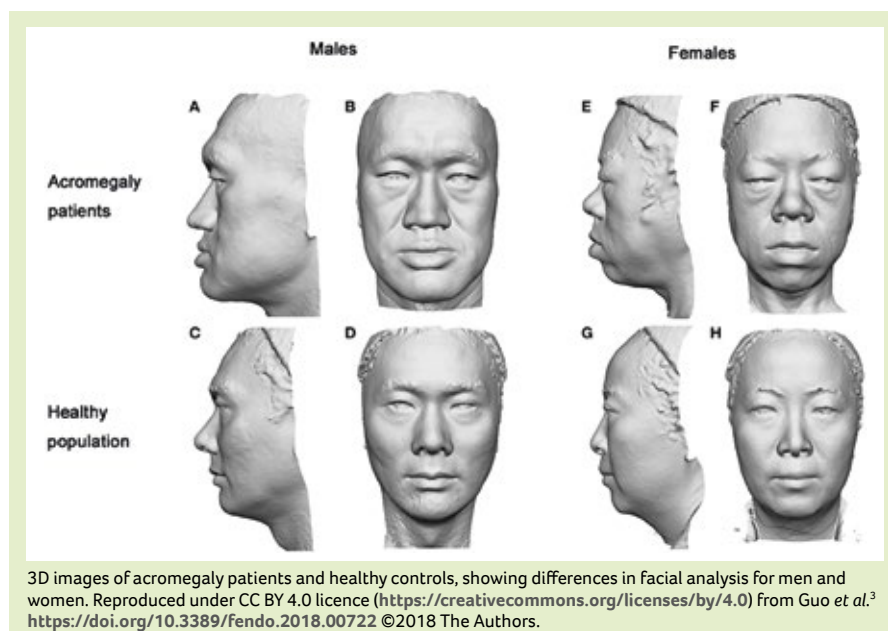 Males
Females
A
B
E
F
Acromegaly
patients
C
D
G
H
Healthy
population
3D images of acromegaly patients and healthy controls, showing differences in facial analysis for men and
women. Reproduced under CC BY 4.0 licence (https://creativecommons.org/licenses/by/4.0) from Guo et al.3
https://doi.org/10.3389/fendo.2018.00722 ©2018 The Authors.